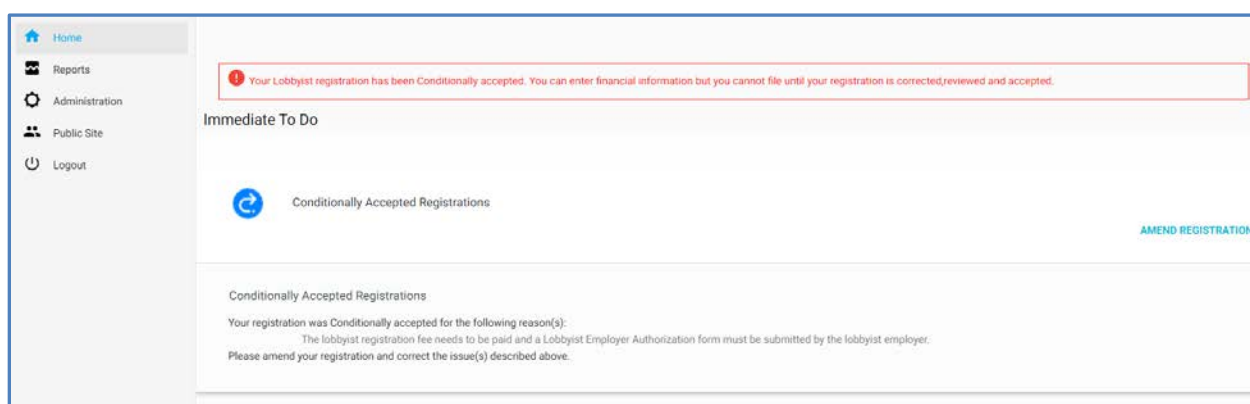 Home
Reports
Administration
Public Site
Logout
Your Lobbyist registration has been Conditionally accepted. You can enter financial information but you cannot file until your registration is corrected,reviewed and accepted.
Immediate To Do
Conditionally Accepted Registrations
AMEND REGISTRATION
Conditionally Accepted Registrations
Your registration was Conditionally accepted for the following reason(s):
The lobbyist registration fee needs to be paid and a Lobbyist Employer Authorization form must be submitted by the lobbyist employer.
Please amend your registration and correct the issue(s) described above.